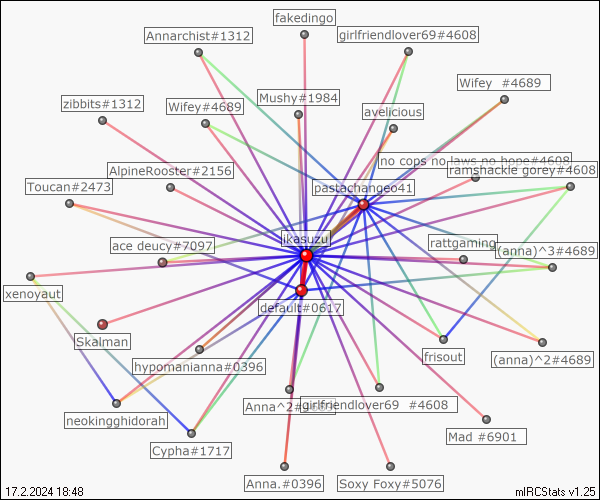 fakedingo
Annarchist#1312
girlfriendlover69#4608
Wifey #4689
zibbits#1312
Wifey#4689
Mushy#1984
avelicious
no cops no laws no hope#4608
AlpineRooster#2156
ramshackle gorey#4608
Toucan#2473
pastachangeo41
ikasuzu
ace deucy#7097
rattgaming
(anna)^3#4689
xenoyaut
default#0617
Skalman
frisout
(anna)^2#4689
hypomanianna#0396
Anna^2
girlfriendlover69 #4608
neokingghidorah
Mad #6901
Cypha#1717
Anna.#0396
Soxy Foxy#5076
17.2.2024 18:48
mIRCStats v1.25